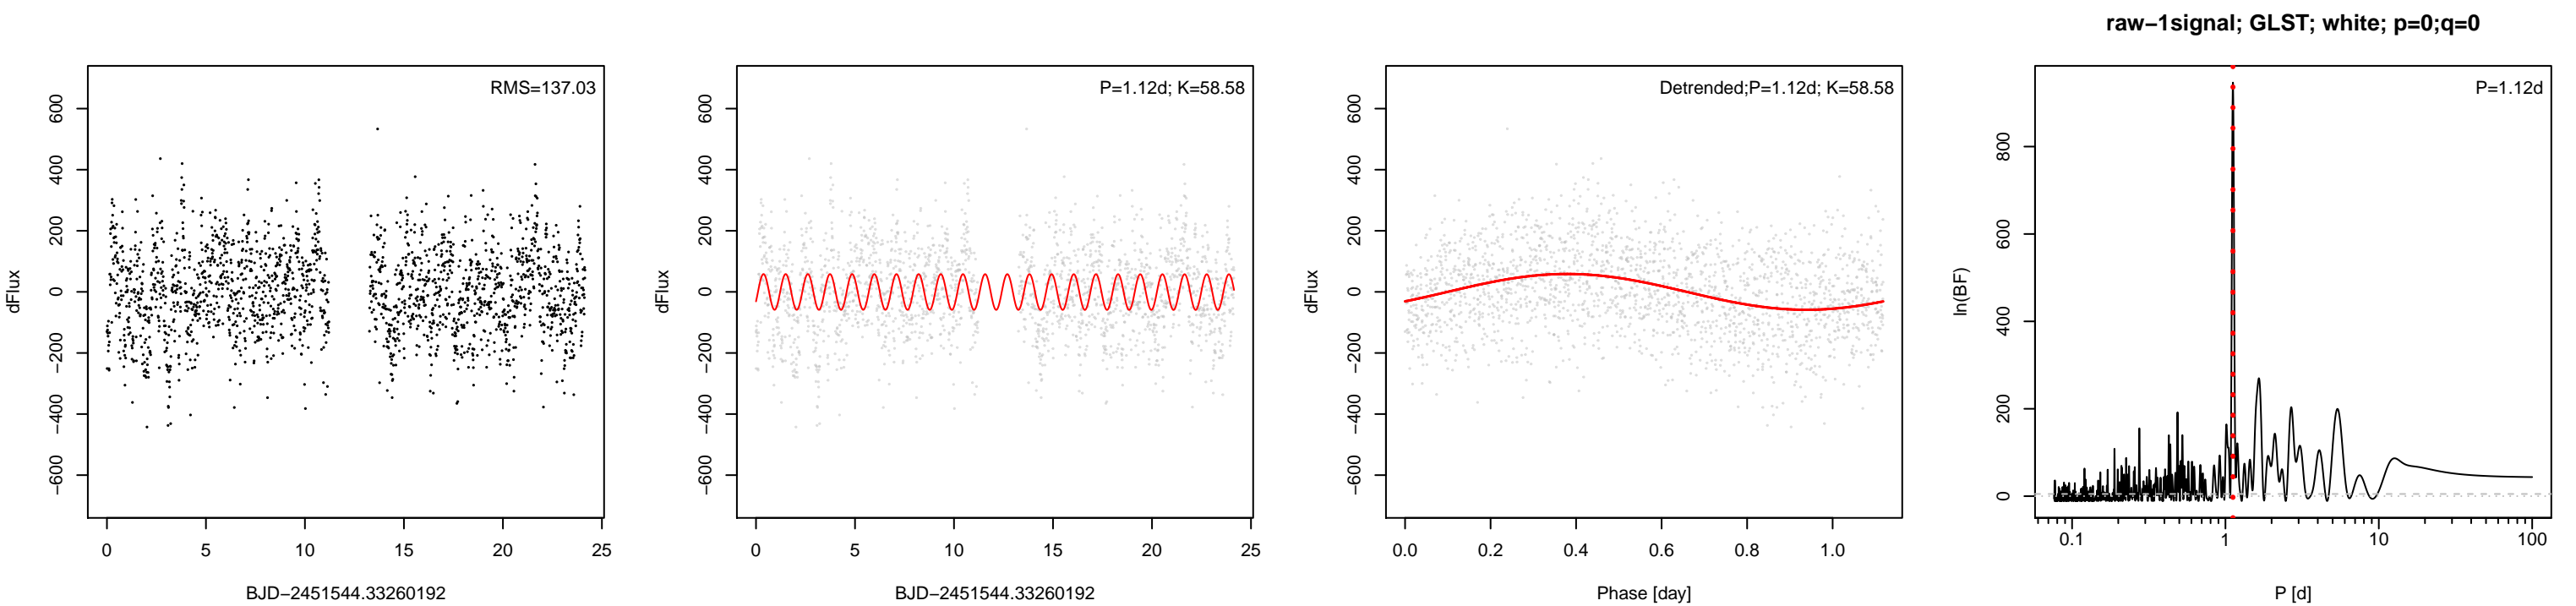 raw−1signal; GLST; white; p=0;q=0
RMS=137.03
dFlux
600
400
200
0
−200
−400
−600
0 5 10 15 20 25
BJD−2451544.33260192
P=1.12d; K=58.58
dFlux
600
400
200
0
−200
−400
−600
0 5 10 15 20 25
BJD−2451544.33260192
Detrended;P=1.12d; K=58.58
dFlux
600
400
200
0
−200
−400
−600
0.0 0.2 0.4 0.6 0.8 1.0
Phase [day]
P=1.12d
ln(BF)
800
600
400
200
0
0.1 1 10 100
P [d]